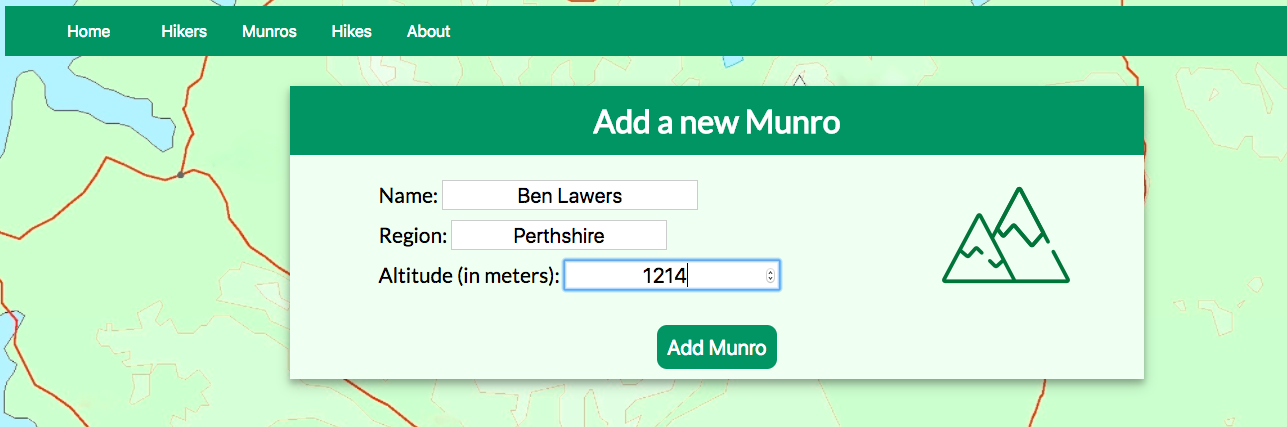 Home Hikers Munros Hikes About
Add a new Munro
Name: Ben Lawers
Region: Perthshire
Altitude (in meters): 1214
Add Munro